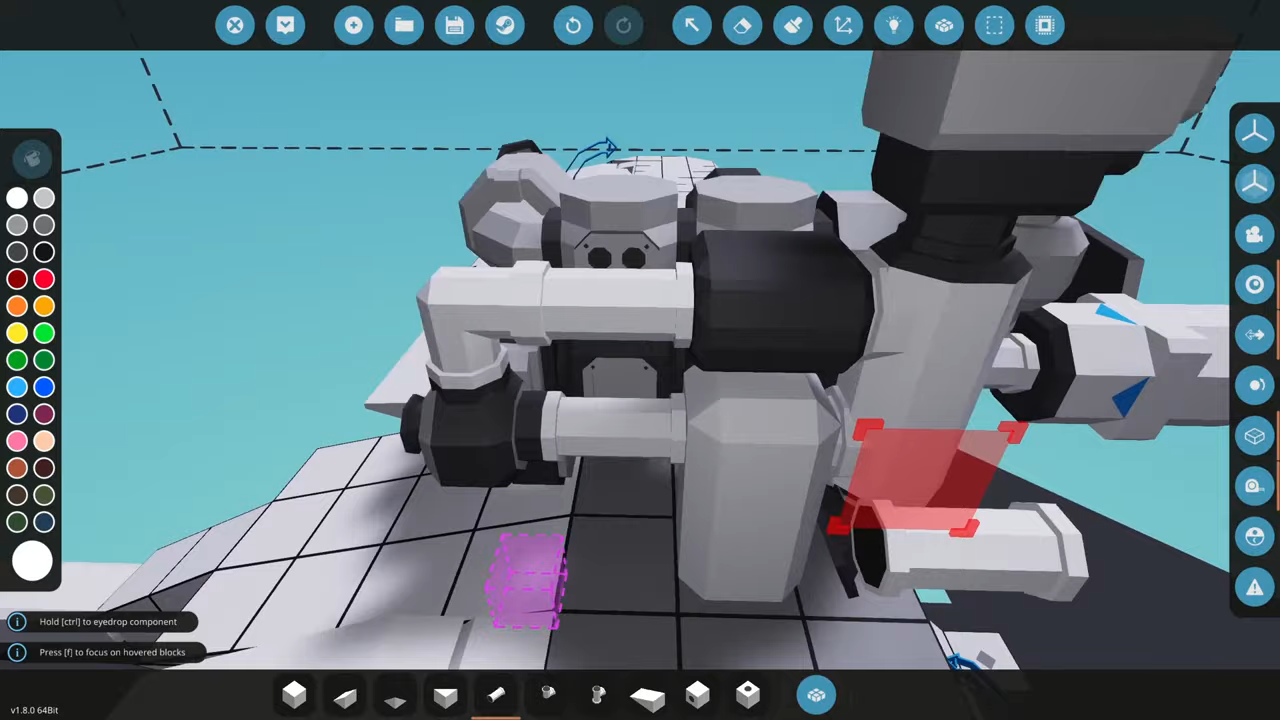 Hold [ctrl] to eyedrop component
Press [f] to focus on hovered blocks
v1.8.0 64Bit